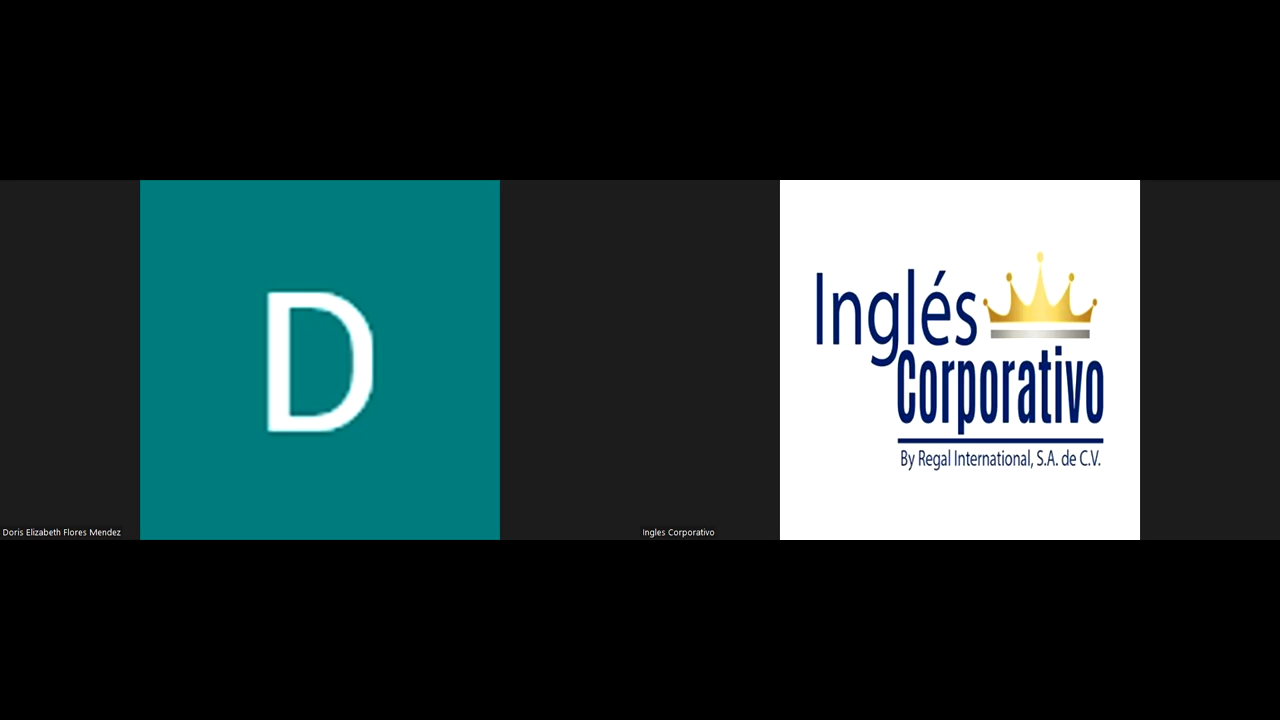 D
Inglés
Corporativo
By Regal International, S.A. de C.V.
Doris Elizabeth Flores Mendez
Ingles Corporativo